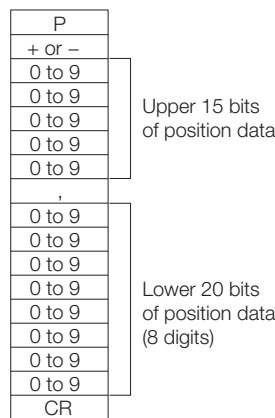 P
+ or −
0 to 9
0 to 9
0 to 9
0 to 9
0 to 9
,
0 to 9
0 to 9
0 to 9
0 to 9
0 to 9
0 to 9
0 to 9
0 to 9
CR
Upper 15 bits
of position data
Lower 20 bits
of position data
(8 digits)